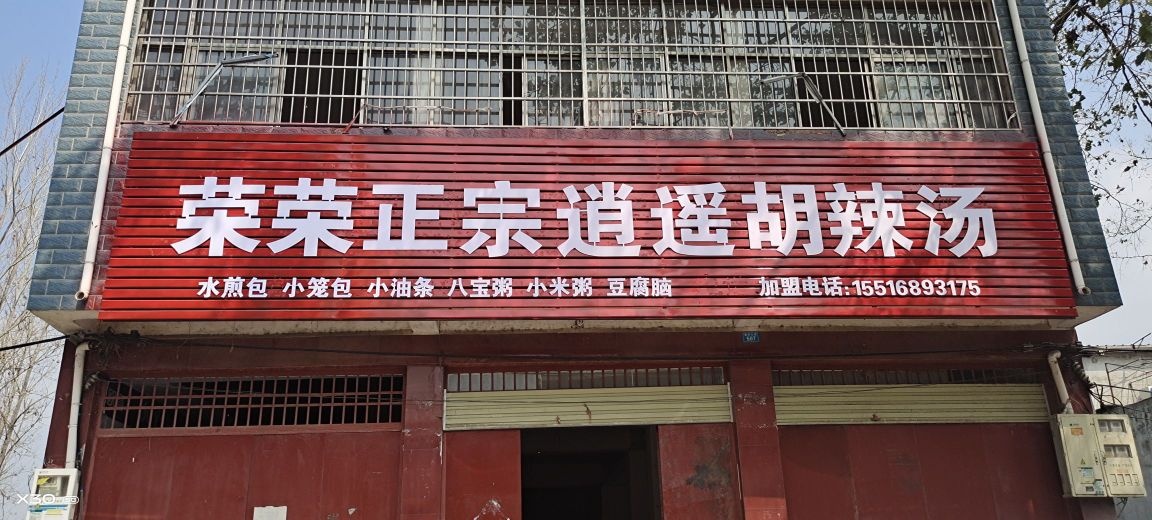 荣荣正宗逍遥胡辣汤
水煎包 小笼包 小油条 八宝粥 小米粥 豆腐脑 加盟电话:15516893175